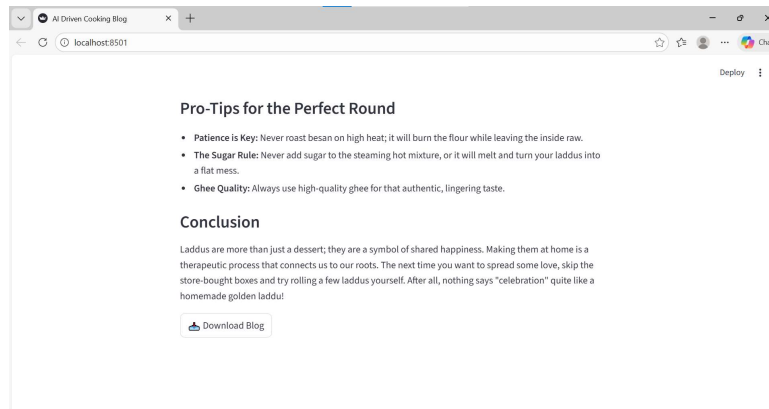 AI Driven Cooking Blog
localhost:8501
Deploy
Pro-Tips for the Perfect Round
Patience is Key: Never roast besan on high heat; it will burn the flour while leaving the inside raw.
The Sugar Rule: Never add sugar to the steaming hot mixture, or it will melt and turn your laddus into
a flat mess.
Ghee Quality: Always use high-quality ghee for that authentic, lingering taste.
Conclusion
Laddus are more than just a dessert; they are a symbol of shared happiness. Making them at home is a
therapeutic process that connects us to our roots. The next time you want to spread some love, skip the
store-bought boxes and try rolling a few laddus yourself. After all, nothing says "celebration" quite like a
homemade golden laddu!
Download Blog